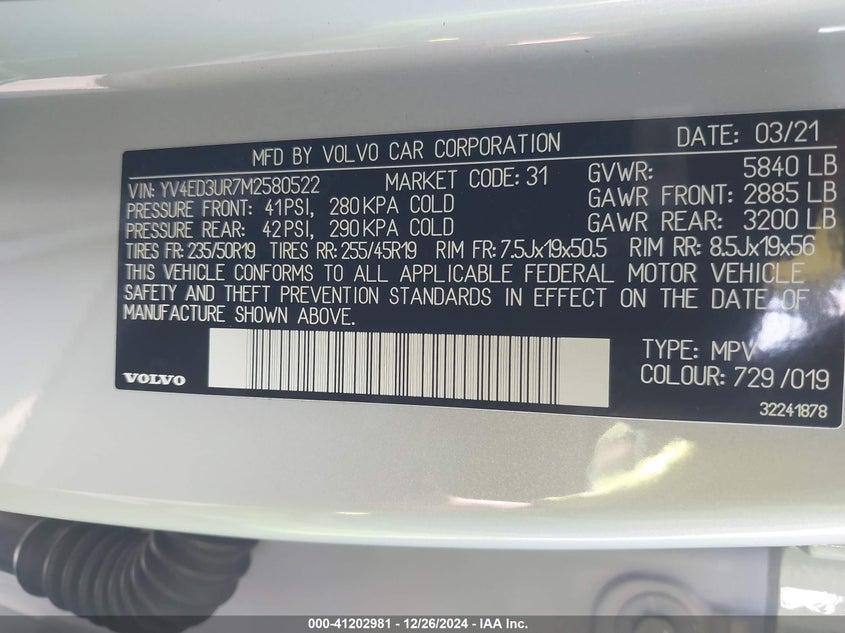 MFD BY VOLVO CAR CORPORATION DATE: 03/21
VIN: YV4ED3UR7M2580522 MARKET CODE: 31 GVWR: 5840 LB
PRESSURE FRONT: 41PSI, 280KPA COLD GAWR FRONT: 2885 LB
PRESSURE REAR: 42PSI, 290KPA COLD GAWR REAR: 3200 LB
TIRES FR: 235/50R19 TIRES RR: 255/45R19 RIM FR: 7.5Jx19x50.5 RIM RR: 8.5Jx19x56
THIS VEHICLE CONFORMS TO ALL APPLICABLE FEDERAL MOTOR VEHICLE
SAFETY AND THEFT PREVENTION STANDARDS IN EFFECT ON THE DATE OF
MANUFACTURE SHOWN ABOVE.
TYPE: MPV
VOLVO COLOUR: 729/019
32241878
000-41202981 - 12/26/2024 - IAA Inc.